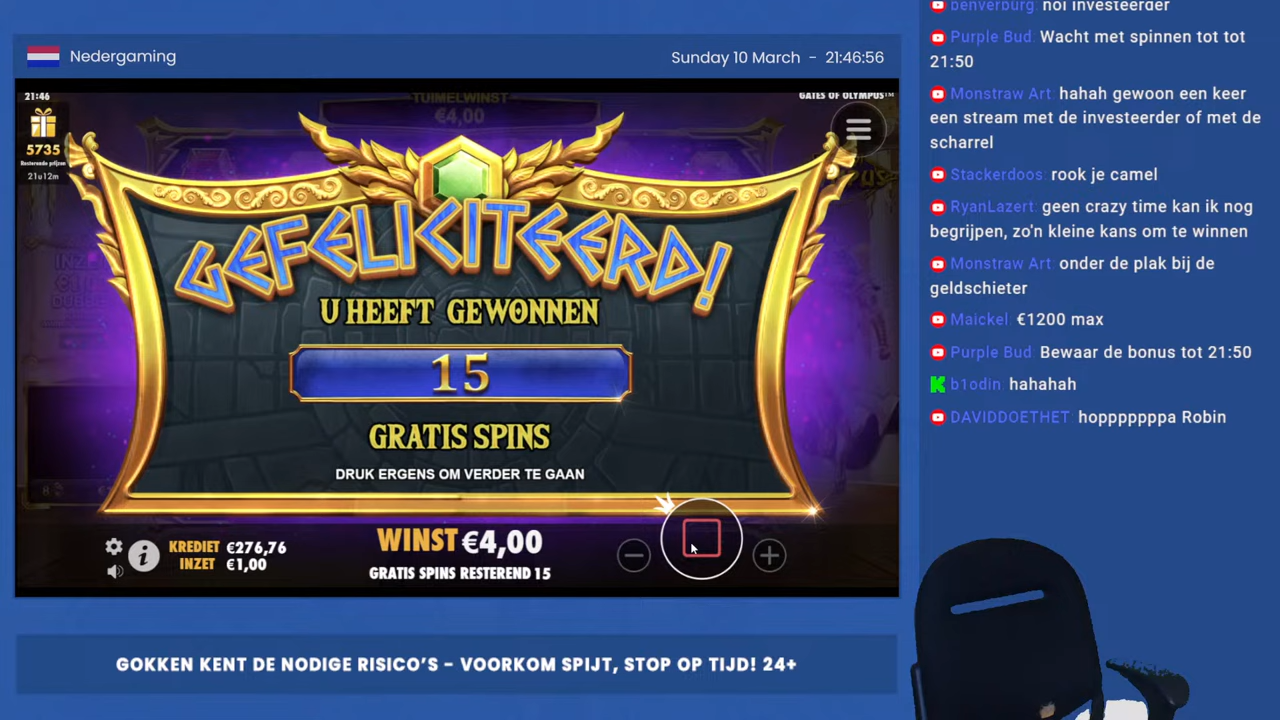 Nedergaming
Sunday 10 March - 21:46:56
21:46
5735
Resterende prijzen
21u12m
TUIMELWINST
€4,00
GATES OF OLYMPUS™
GEFELICITEERD!
U HEEFT GEWONNEN
15
GRATIS SPINS
DRUK ERGENS OM VERDER TE GAAN
KREDIET €276,76
INZET €1,00
WINST €4,00
GRATIS SPINS RESTEREND 15
GOKKEN KENT DE NODIGE RISICO'S - VOORKOM SPIJT, STOP OP TIJD! 24+
benverburg: noi investeerder
Purple Bud: Wacht met spinnen tot tot
21:50
Monstraw Art: hahah gewoon een keer
een stream met de investeerder of met de
scharrel
Stackerdoos: rook je camel
RyanLazert: geen crazy time kan ik nog
begrijpen, zo'n kleine kans om te winnen
Monstraw Art: onder de plak bij de
geldschieter
Maickel: €1200 max
Purple Bud: Bewaar de bonus tot 21:50
b1odin: hahahah
DAVIDDOETHET: hopppppppa Robin